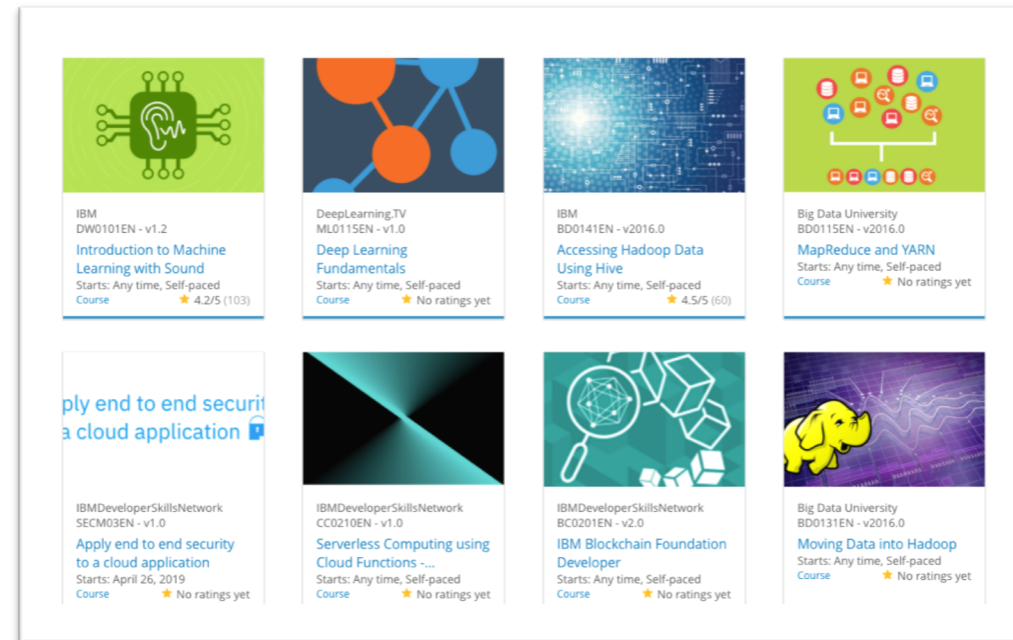 IBM
DW0101EN - v1.2
Introduction to Machine
Learning with Sound
Starts: Any time, Self-paced
Course 4.2/5 (103)
DeepLearning.TV
ML0115EN - v1.0
Deep Learning
Fundamentals
Starts: Any time, Self-paced
Course No ratings yet
IBM
BD0141EN - v2016.0
Accessing Hadoop Data
Using Hive
Starts: Any time, Self-paced
Course 4.5/5 (60)
Big Data University
BD0115EN - v2016.0
MapReduce and YARN
Starts: Any time, Self-paced
Course No ratings yet
ply end to end securit
a cloud application
IBMDeveloperSkillsNetwork
SECM03EN - v1.0
Apply end to end security
to a cloud application
Starts: April 26, 2019
Course No ratings yet
IBMDeveloperSkillsNetwork
CC0210EN - v1.0
Serverless Computing using
Cloud Functions -...
Starts: Any time, Self-paced
Course No ratings yet
IBMDeveloperSkillsNetwork
BC0201EN - v2.0
IBM Blockchain Foundation
Developer
Starts: Any time, Self-paced
Course No ratings yet
Big Data University
BD0131EN - v2016.0
Moving Data into Hadoop
Starts: Any time, Self-paced
Course No ratings yet